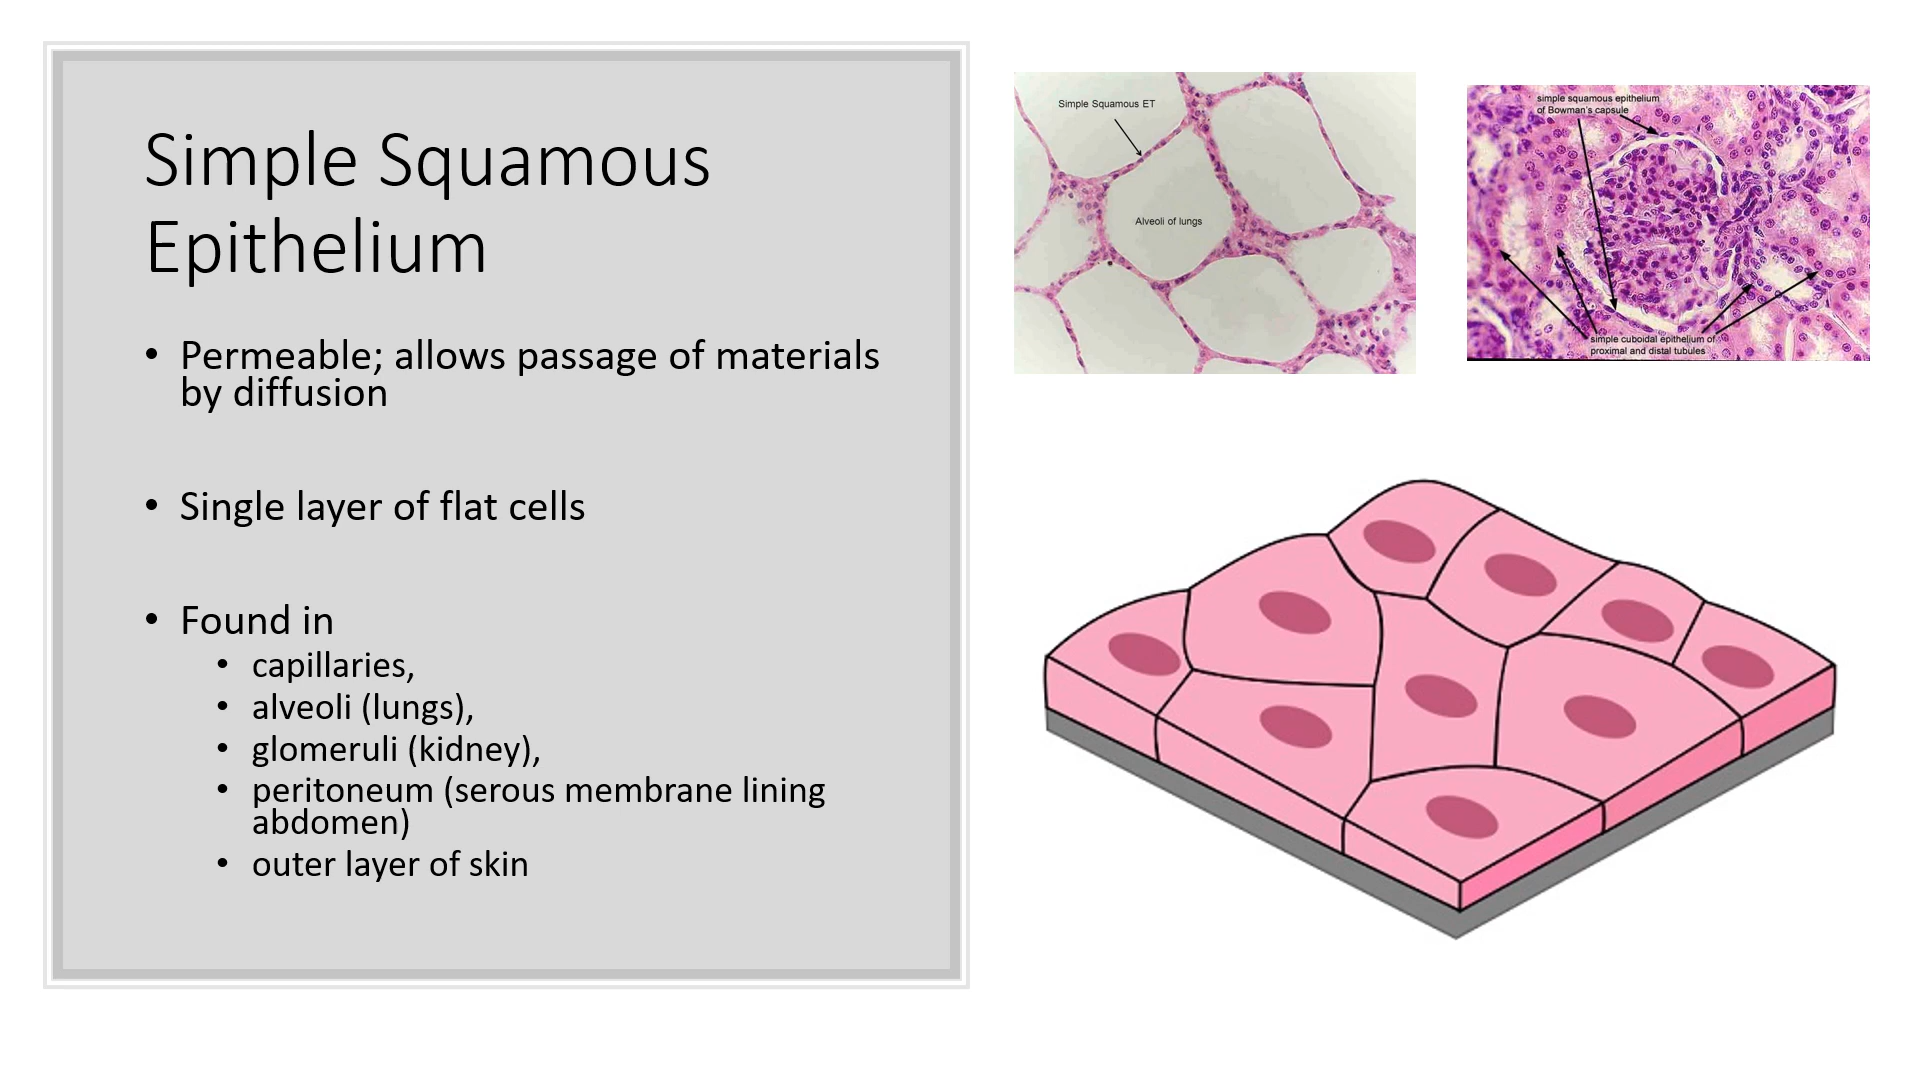 Simple Squamous
Epithelium
• Permeable; allows passage of materials
by diffusion
• Single layer of flat cells
• Found in
• capillaries,
• alveoli (lungs),
• glomeruli (kidney),
• peritoneum (serous membrane lining
abdomen)
• outer layer of skin
Simple Squamous ET
Alveoli of lungs
simple squamous epithelium
of Bowman's capsule
simple cuboidal epithelium of
proximal and distal tubules